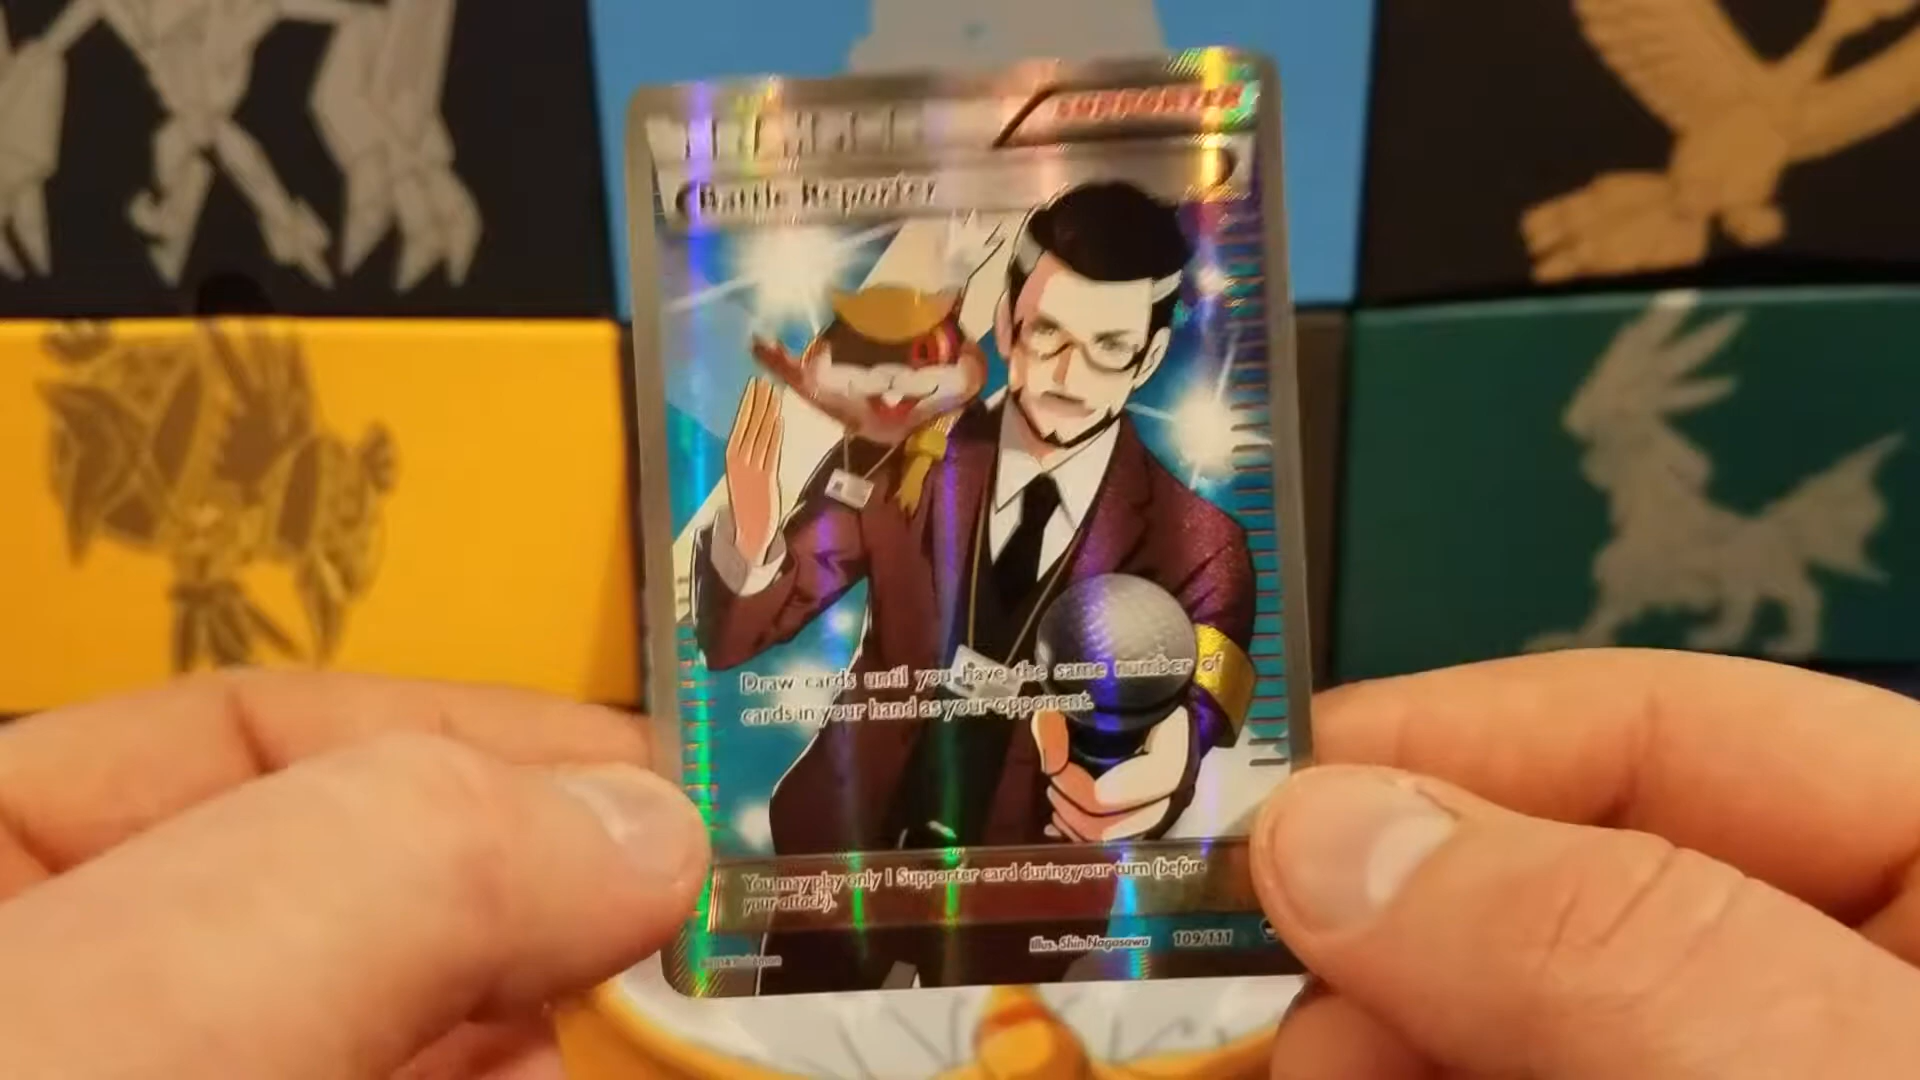 SUPPORTER
Battle Reporter
Draw cards until you have the same number of
cards in your hand as your opponent.
You may play only 1 Supporter card during your turn (before
your attack).
Illus. Shin Nagasawa 109/111